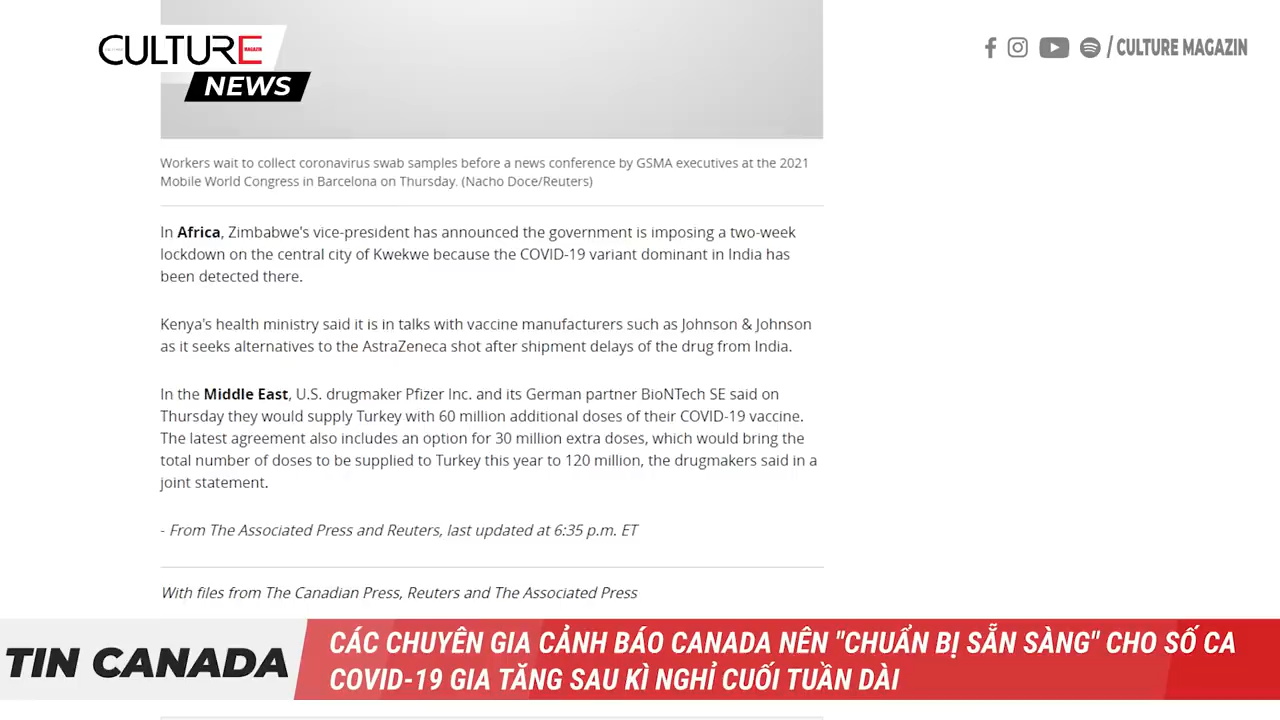 CULTURE MAGAZIN
NEWS
/ CULTURE MAGAZIN
Workers wait to collect coronavirus swab samples before a news conference by GSMA executives at the 2021
Mobile World Congress in Barcelona on Thursday. (Nacho Doce/Reuters)
In Africa, Zimbabwe's vice-president has announced the government is imposing a two-week
lockdown on the central city of Kwekwe because the COVID-19 variant dominant in India has
been detected there.
Kenya's health ministry said it is in talks with vaccine manufacturers such as Johnson & Johnson
as it seeks alternatives to the AstraZeneca shot after shipment delays of the drug from India.
In the Middle East, U.S. drugmaker Pfizer Inc. and its German partner BioNTech SE said on
Thursday they would supply Turkey with 60 million additional doses of their COVID-19 vaccine.
The latest agreement also includes an option for 30 million extra doses, which would bring the
total number of doses to be supplied to Turkey this year to 120 million, the drugmakers said in a
joint statement.
- From The Associated Press and Reuters, last updated at 6:35 p.m. ET
With files from The Canadian Press, Reuters and The Associated Press
TIN CANADA
CÁC CHUYÊN GIA CẢNH BÁO CANADA NÊN "CHUẨN BỊ SẴN SÀNG" CHO SỐ CA
COVID-19 GIA TĂNG SAU KÌ NGHỈ CUỐI TUẦN DÀI